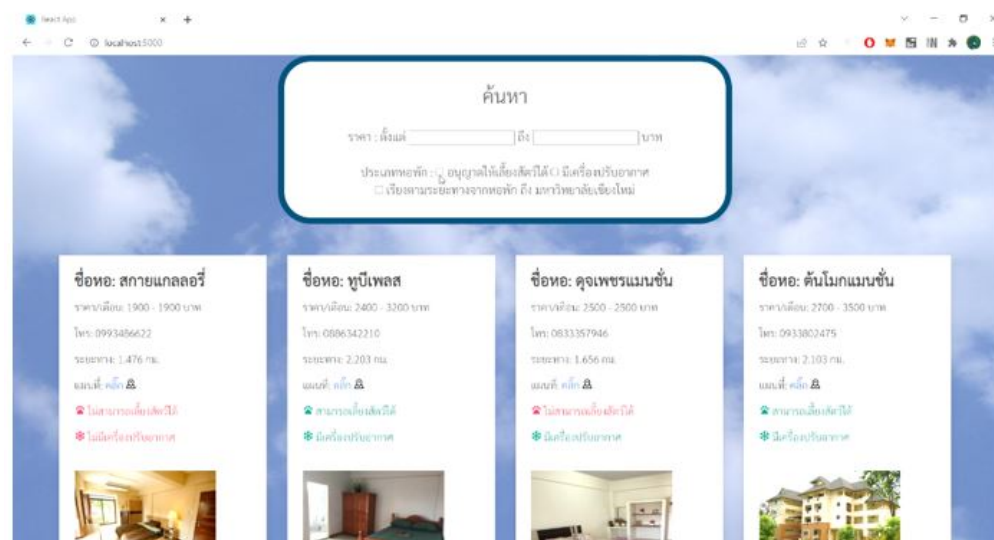 React App
localhost:5000
ค้นหา
ราคา : ตั้งแต่ ถึง บาท
ประเภทหอพัก : อนุญาตให้เลี้ยงสัตว์ได้ มีเครื่องปรับอากาศ
เรียงตามระยะทางจากหอพัก ถึง มหาวิทยาลัยเชียงใหม่
ชื่อหอ: สกายแกลลอรี่
ราคา/เดือน: 1900 - 1900 บาท
โทร: 0993486622
ระยะทาง: 1.476 กม.
แผนที่: คลิ๊ก
ไม่สามารถเลี้ยงสัตว์ได้
ไม่มีเครื่องปรับอากาศ
ชื่อหอ: ทูบีเพลส
ราคา/เดือน: 2400 - 3200 บาท
โทร: 0886342210
ระยะทาง: 2.203 กม.
แผนที่: คลิ๊ก
สามารถเลี้ยงสัตว์ได้
มีเครื่องปรับอากาศ
ชื่อหอ: ดุจเพชรแมนชั่น
ราคา/เดือน: 2500 - 2500 บาท
โทร: 0833357946
ระยะทาง: 1.656 กม.
แผนที่: คลิ๊ก
ไม่สามารถเลี้ยงสัตว์ได้
มีเครื่องปรับอากาศ
ชื่อหอ: ต้นโมกแมนชั่น
ราคา/เดือน: 2700 - 3500 บาท
โทร: 0933802475
ระยะทาง: 2.103 กม.
แผนที่: คลิ๊ก
สามารถเลี้ยงสัตว์ได้
มีเครื่องปรับอากาศ